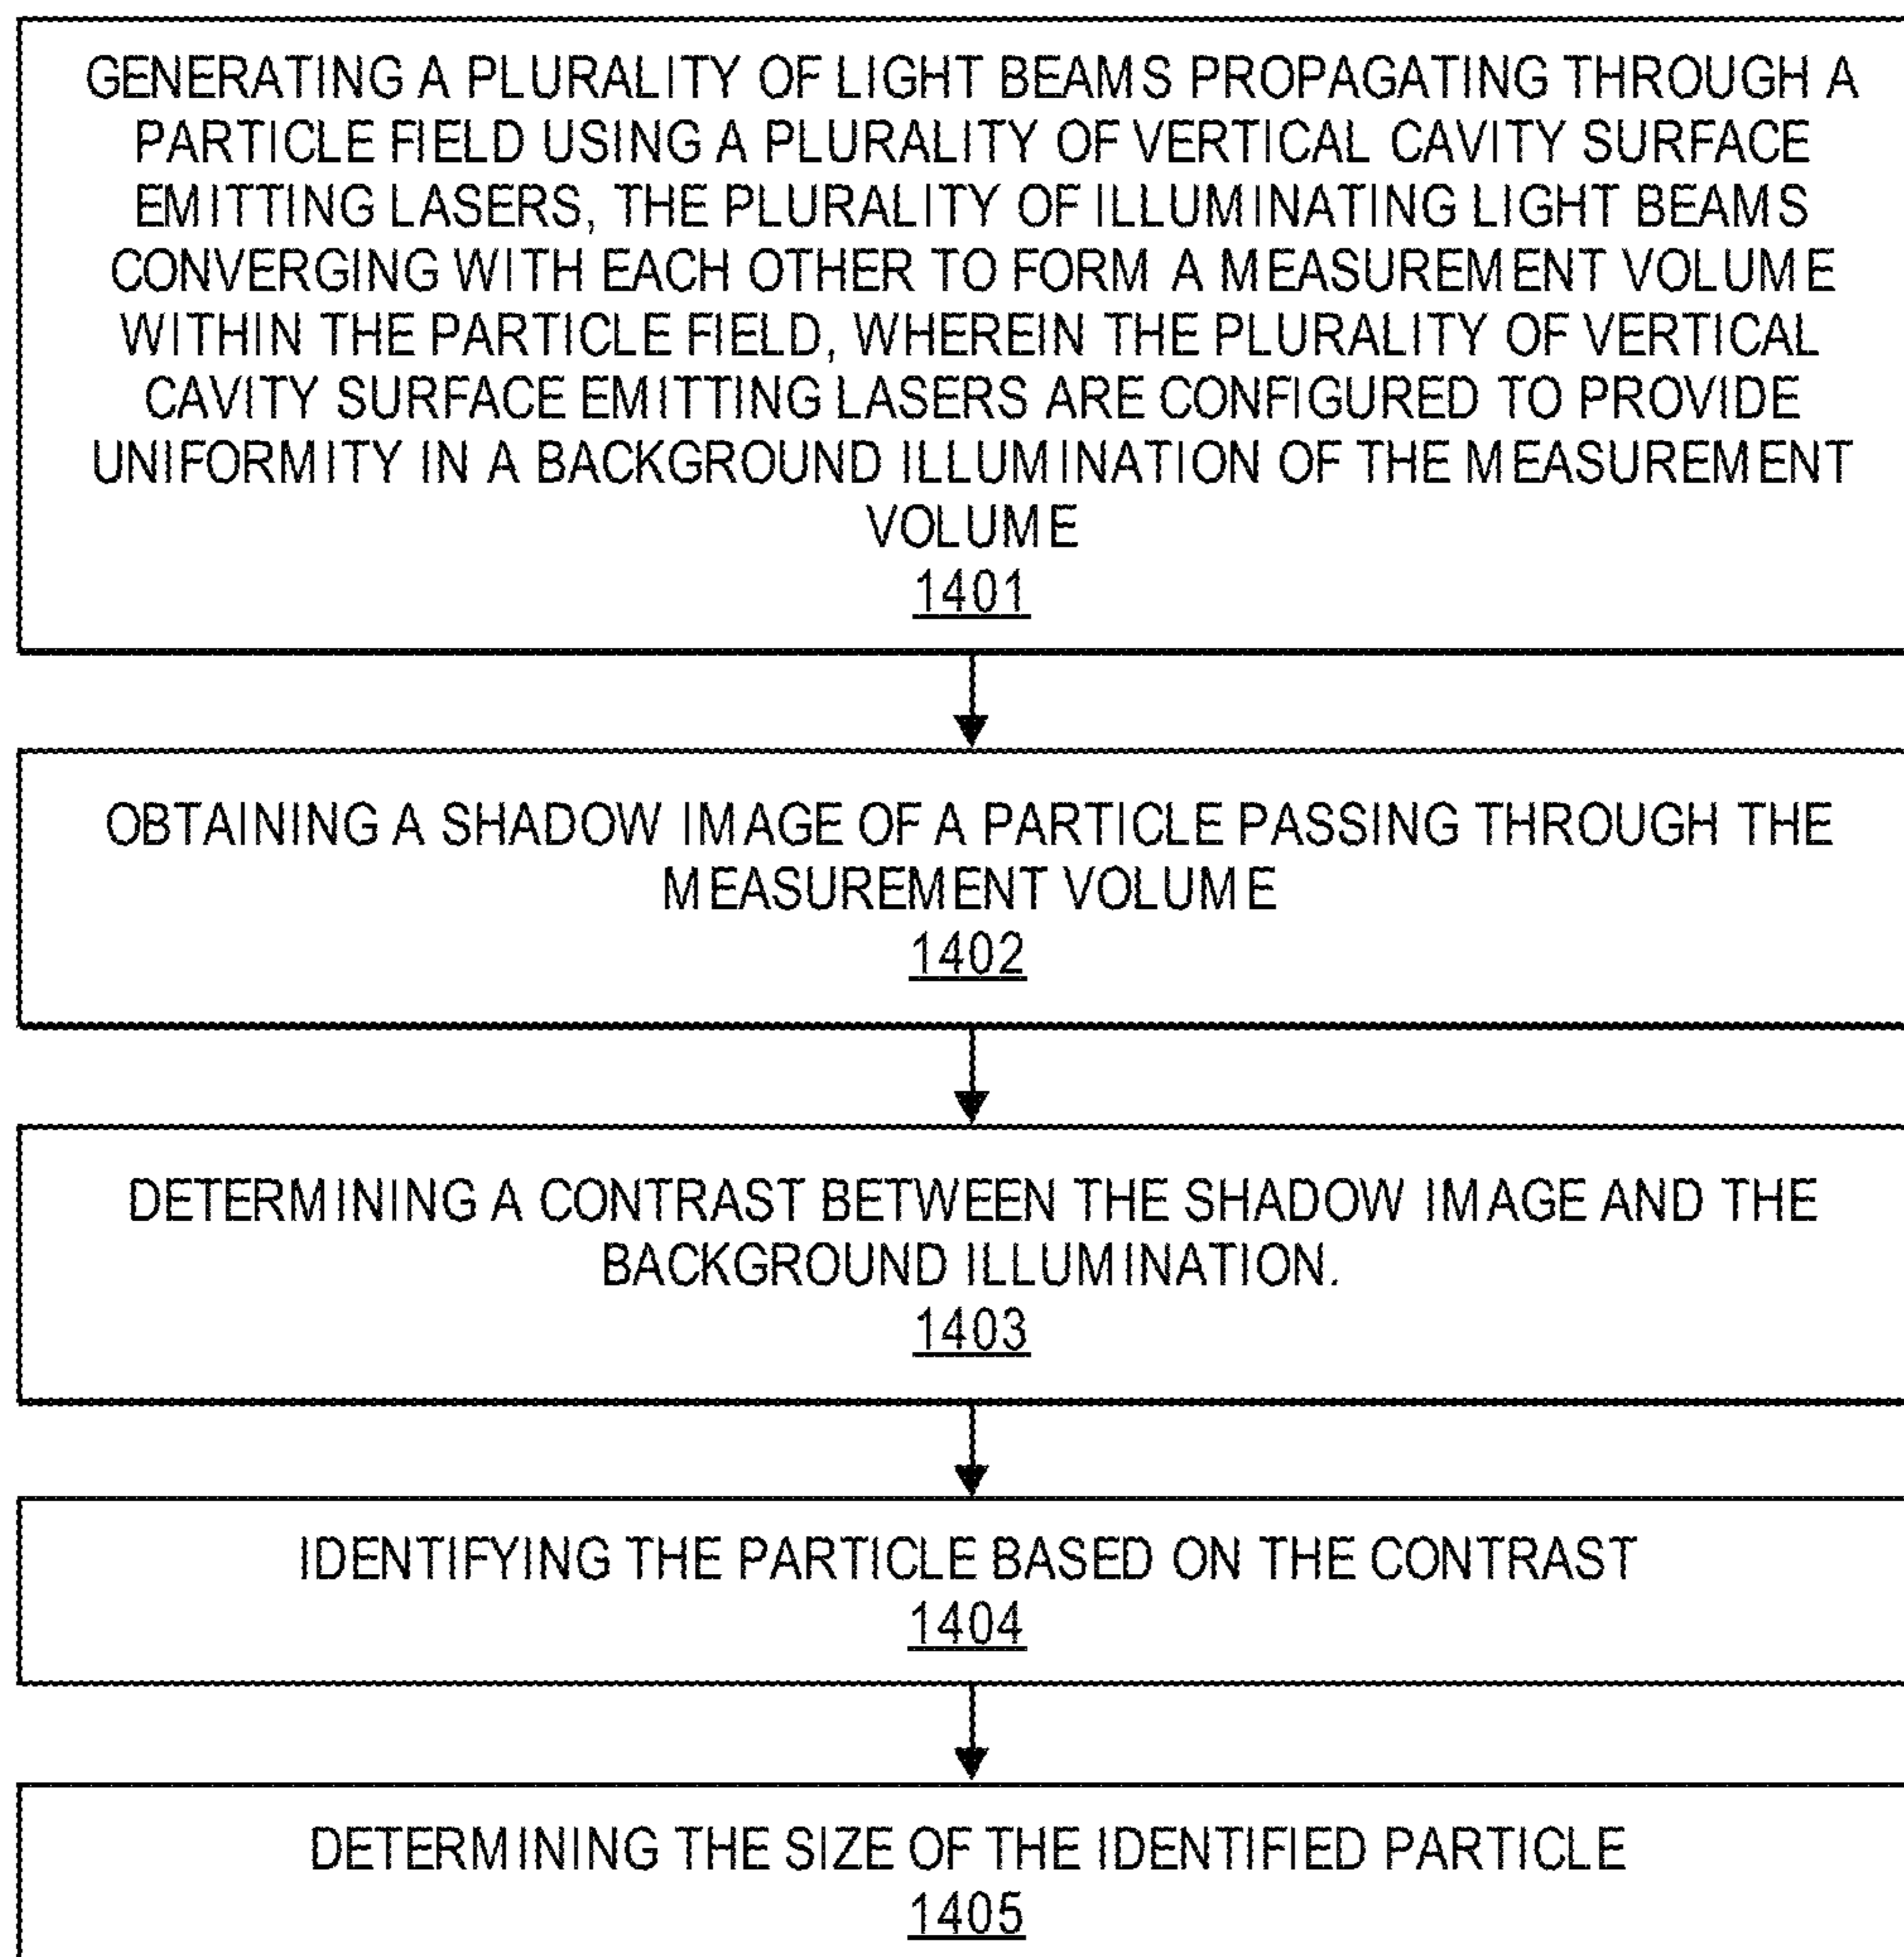 GENERATING A PLURALITY OF LIGHT BEAMS PROPAGATING THROUGH A
PARTICLE FIELD USING A PLURALITY OF VERTICAL CAVITY SURFACE
EMITTING LASERS, THE PLURALITY OF ILLUMINATING LIGHT BEAMS
CONVERGING WITH EACH OTHER TO FORM A MEASUREMENT VOLUME
WITHIN THE PARTICLE FIELD, WHEREIN THE PLURALITY OF VERTICAL
CAVITY SURFACE EMITTING LASERS ARE CONFIGURED TO PROVIDE
UNIFORMITY IN A BACKGROUND ILLUMINATION OF THE MEASUREMENT
VOLUME
1401
OBTAINING A SHADOW IMAGE OF A PARTICLE PASSING THROUGH THE
MEASUREMENT VOLUME
1402
DETERMINING A CONTRAST BETWEEN THE SHADOW IMAGE AND THE
BACKGROUND ILLUMINATION.
1403
IDENTIFYING THE PARTICLE BASED ON THE CONTRAST
1404
DETERMINING THE SIZE OF THE IDENTIFIED PARTICLE
1405